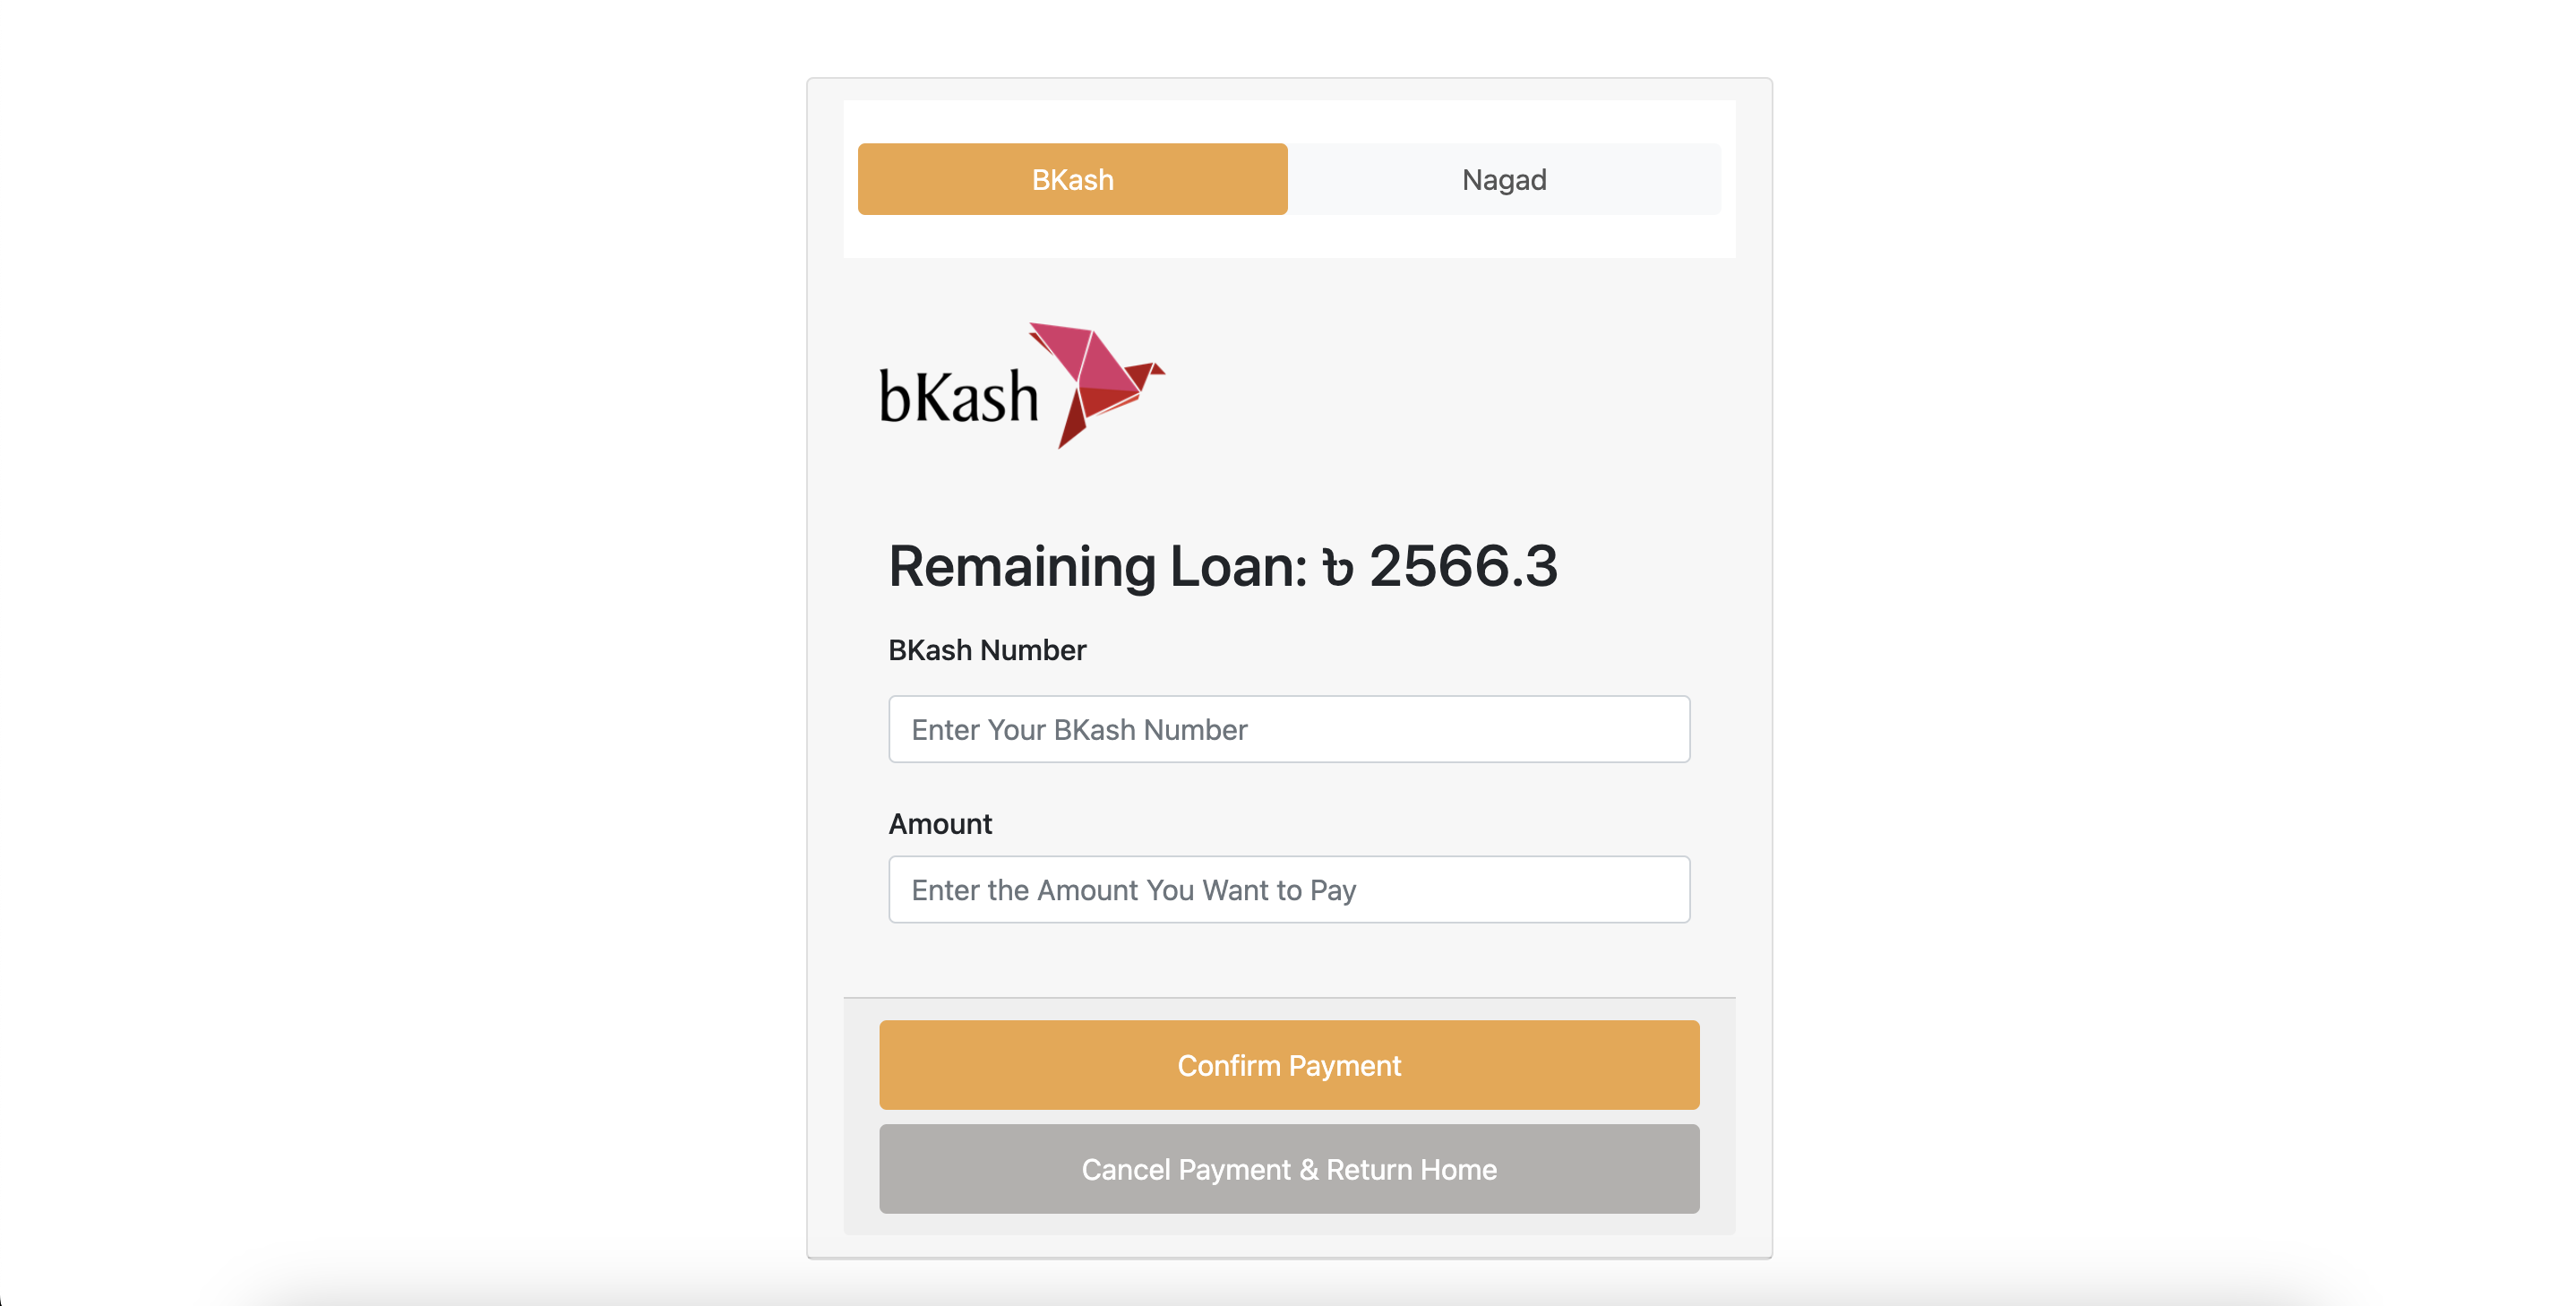 BKash Nagad
bKash
Remaining Loan: ৳ 2566.3
BKash Number
Enter Your BKash Number
Amount
Enter the Amount You Want to Pay
Confirm Payment
Cancel Payment & Return Home